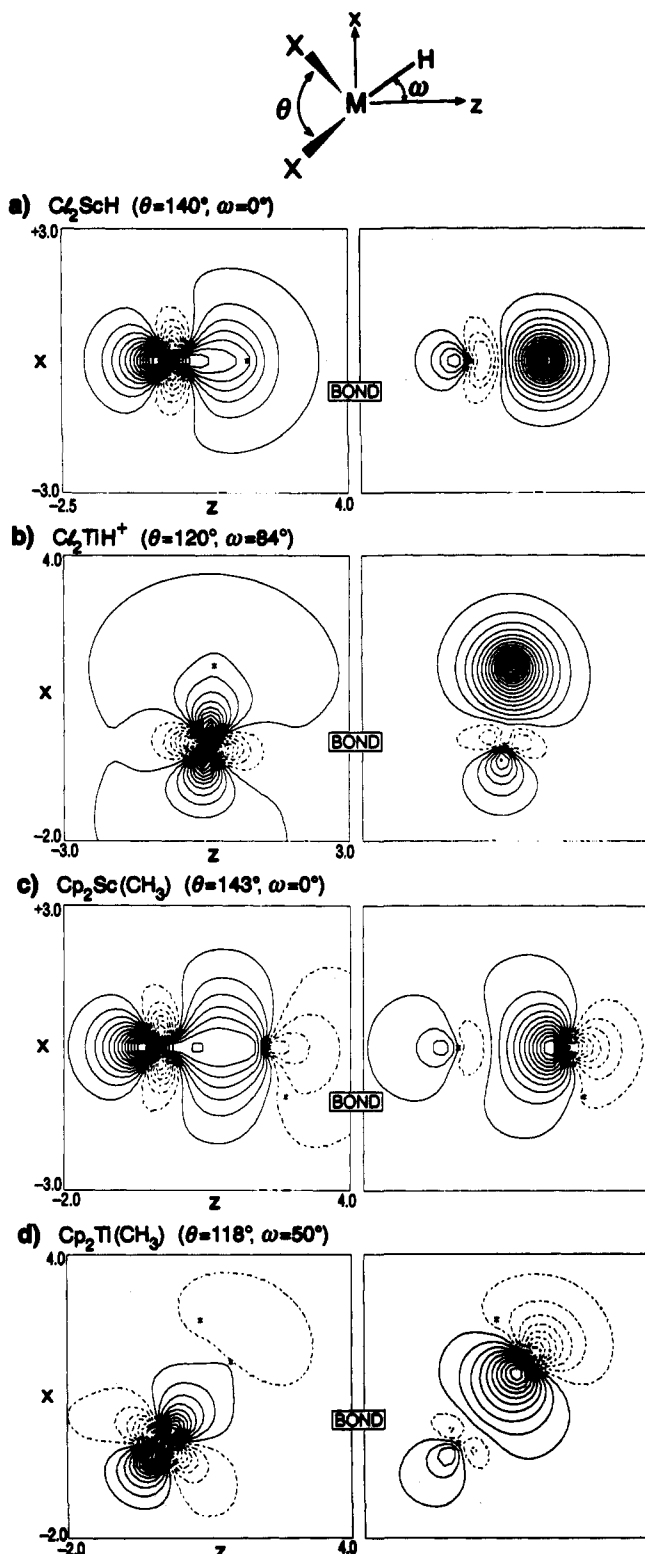 x
X
H
θ
M
ω
z
X
a) Cℓ₂ScH (θ=140°, ω=0°)
+3.0
X
BOND
-3.0
-2.5
Z
4.0
b) Cℓ₂TiH⁺ (θ=120°, ω=84°)
4.0
X
BOND
-2.0
-3.0
Z
3.0
c) Cp₂Sc(CH₃) (θ=143°, ω=0°)
+3.0
X
BOND
-3.0
-2.0
Z
4.0
d) Cp₂Ti(CH₃) (θ=118°, ω=50°)
4.0
X
BOND
-2.0
-2.0
Z
4.0